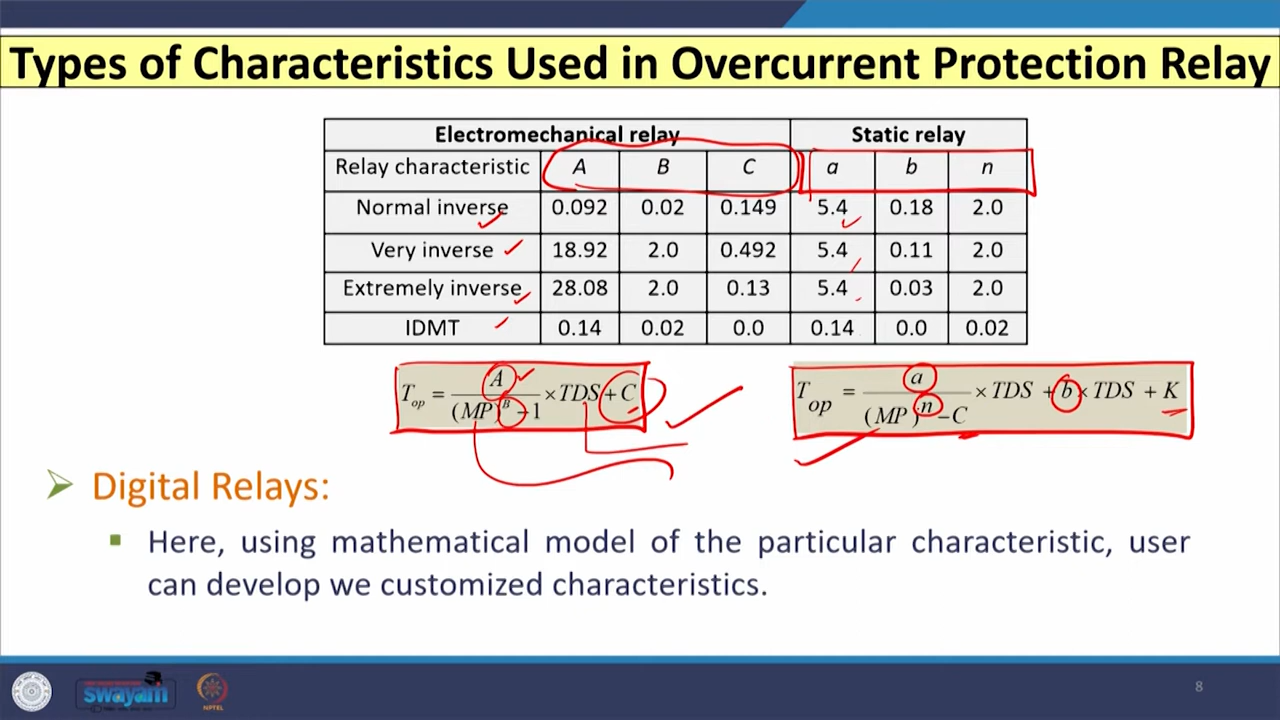 Types of Characteristics Used in Overcurrent Protection Relay
Electromechanical relay Static relay
Relay characteristic A B C a b n
Normal inverse 0.092 0.02 0.149 5.4 0.18 2.0
Very inverse 18.92 2.0 0.492 5.4 0.11 2.0
Extremely inverse 28.08 2.0 0.13 5.4 0.03 2.0
IDMT 0.14 0.02 0.0 0.14 0.0 0.02
T_op = A / ((MP)^B − 1) × TDS + C
T_op = a / ((MP)^n − C) × TDS + b × TDS + K
Digital Relays:
Here, using mathematical model of the particular characteristic, user
can develop we customized characteristics.
swayam
NPTEL
8